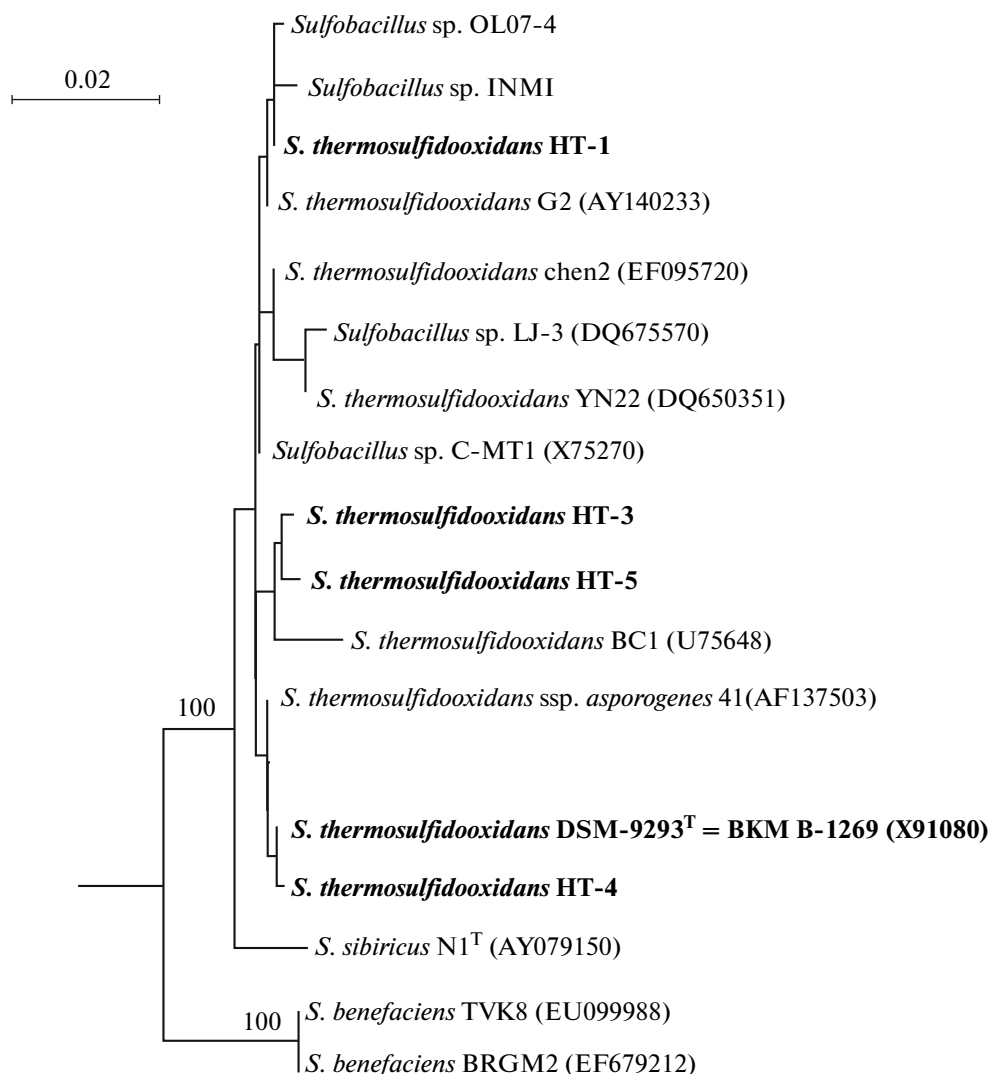 Sulfobacillus sp. OL07-4
0.02
Sulfobacillus sp. INMI
S. thermosulfidooxidans HT-1
S. thermosulfidooxidans G2 (AY140233)
S. thermosulfidooxidans chen2 (EF095720)
Sulfobacillus sp. LJ-3 (DQ675570)
S. thermosulfidooxidans YN22 (DQ650351)
Sulfobacillus sp. C-MT1 (X75270)
S. thermosulfidooxidans HT-3
S. thermosulfidooxidans HT-5
S. thermosulfidooxidans BC1 (U75648)
S. thermosulfidooxidans ssp. asporogenes 41(AF137503)
100
S. thermosulfidooxidans DSM-9293ᵀ = BKM B-1269 (X91080)
S. thermosulfidooxidans HT-4
S. sibiricus N1ᵀ (AY079150)
S. benefaciens TVK8 (EU099988)
100
S. benefaciens BRGM2 (EF679212)